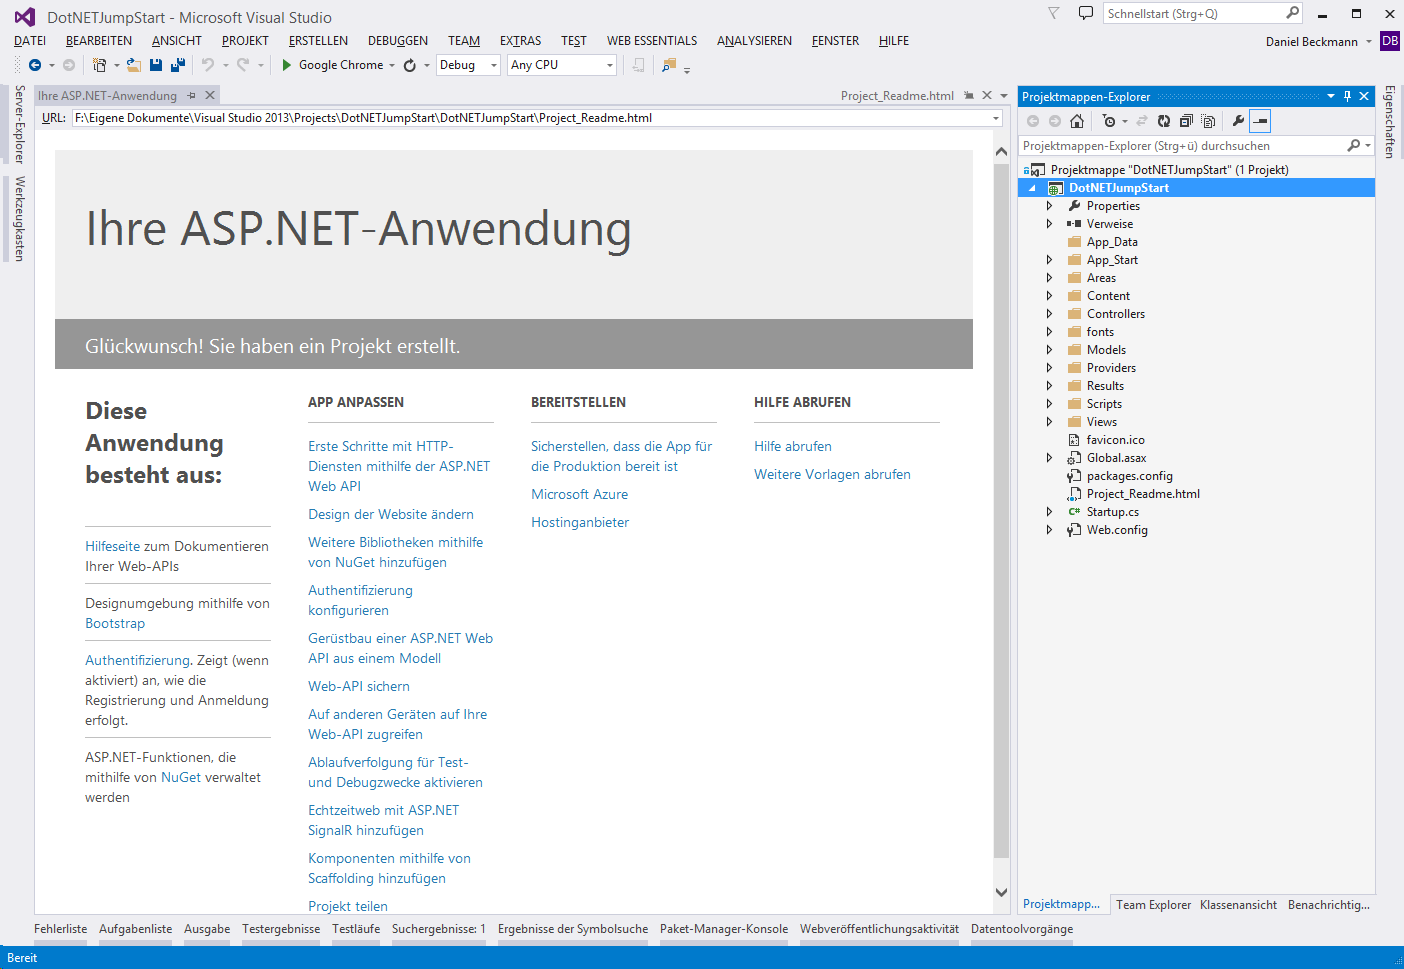 DotNETJumpStart - Microsoft Visual Studio
Schnellstart (Strg+Q)
DATEI BEARBEITEN ANSICHT PROJEKT ERSTELLEN DEBUGGEN TEAM EXTRAS TEST WEB ESSENTIALS ANALYSIEREN FENSTER HILFE
Daniel Beckmann DB
Google Chrome Debug Any CPU
Server-Explorer
Werkzeugkasten
Ihre ASP.NET-Anwendung
Project_Readme.html
URL: F:\Eigene Dokumente\Visual Studio 2013\Projects\DotNETJumpStart\DotNETJumpStart\Project_Readme.html
Ihre ASP.NET-Anwendung
Glückwunsch! Sie haben ein Projekt erstellt.
Diese
Anwendung
besteht aus:
Hilfeseite zum Dokumentieren
Ihrer Web-APIs
Designumgebung mithilfe von
Bootstrap
Authentifizierung. Zeigt (wenn
aktiviert) an, wie die
Registrierung und Anmeldung
erfolgt.
ASP.NET-Funktionen, die
mithilfe von NuGet verwaltet
werden
APP ANPASSEN
Erste Schritte mit HTTP-
Diensten mithilfe der ASP.NET
Web API
Design der Website ändern
Weitere Bibliotheken mithilfe
von NuGet hinzufügen
Authentifizierung
konfigurieren
Gerüstbau einer ASP.NET Web
API aus einem Modell
Web-API sichern
Auf anderen Geräten auf Ihre
Web-API zugreifen
Ablaufverfolgung für Test-
und Debugzwecke aktivieren
Echtzeitweb mit ASP.NET
SignalR hinzufügen
Komponenten mithilfe von
Scaffolding hinzufügen
Projekt teilen
BEREITSTELLEN
Sicherstellen, dass die App für
die Produktion bereit ist
Microsoft Azure
Hostinganbieter
HILFE ABRUFEN
Hilfe abrufen
Weitere Vorlagen abrufen
Projektmappen-Explorer
Projektmappen-Explorer (Strg+ü) durchsuchen
Projektmappe "DotNETJumpStart" (1 Projekt)
DotNETJumpStart
Properties
Verweise
App_Data
App_Start
Areas
Content
Controllers
fonts
Models
Providers
Results
Scripts
Views
favicon.ico
Global.asax
packages.config
Project_Readme.html
C# Startup.cs
Web.config
Projektmapp... Team Explorer Klassenansicht Benachrichtig...
Eigenschaften
Fehlerliste Aufgabenliste Ausgabe Testergebnisse Testläufe Suchergebnisse: 1 Ergebnisse der Symbolsuche Paket-Manager-Konsole Webveröffentlichungsaktivität Datentoolvorgänge
Bereit